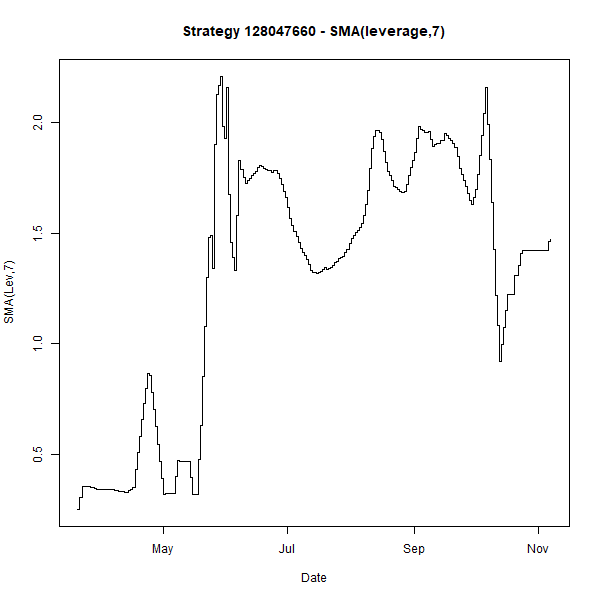 Strategy 128047660 - SMA(leverage,7)
SMA(Lev,7)
2.0
1.5
1.0
0.5
May Jul Sep Nov
Date